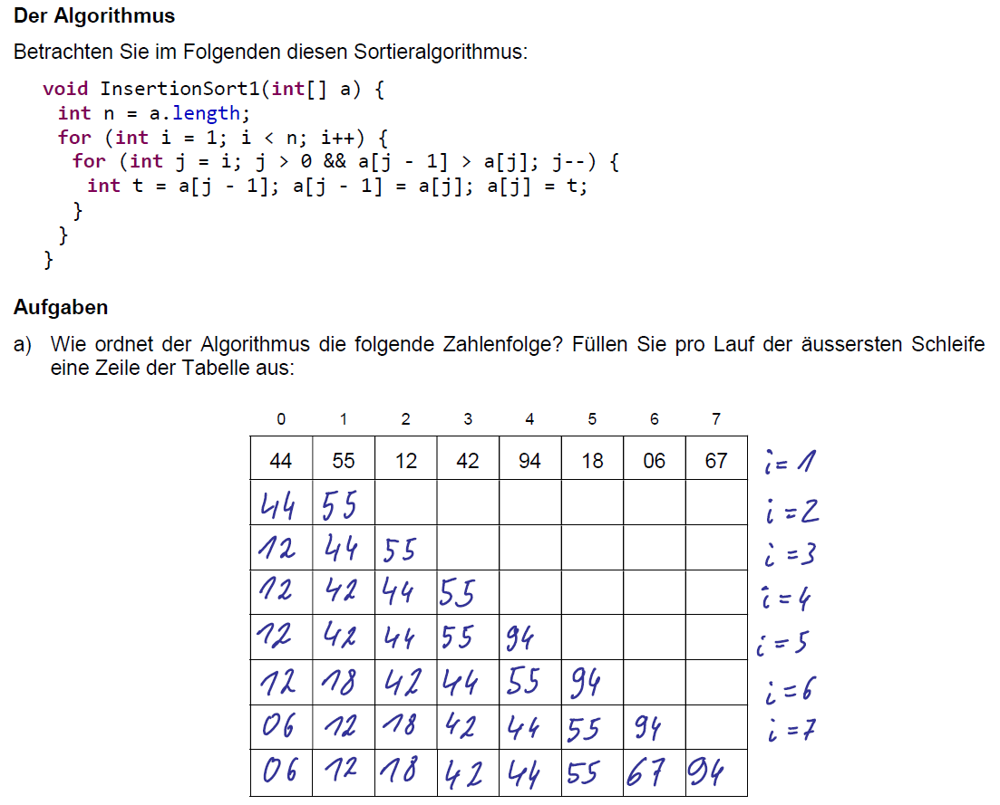 Der Algorithmus
Betrachten Sie im Folgenden diesen Sortieralgorithmus:
void InsertionSort1(int[] a) {
int n = a.length;
for (int i = 1; i < n; i++) {
for (int j = i; j > 0 && a[j - 1] > a[j]; j--) {
int t = a[j - 1]; a[j - 1] = a[j]; a[j] = t;
}
}
}
Aufgaben
a) Wie ordnet der Algorithmus die folgende Zahlenfolge? Füllen Sie pro Lauf der äussersten Schleife
eine Zeile der Tabelle aus:
0 1 2 3 4 5 6 7
44 55 12 42 94 18 06 67 i = 1
44 55 i = 2
12 44 55 i = 3
12 42 44 55 i = 4
12 42 44 55 94 i = 5
12 18 42 44 55 94 i = 6
06 12 18 42 44 55 94 i = 7
06 12 18 42 44 55 67 94